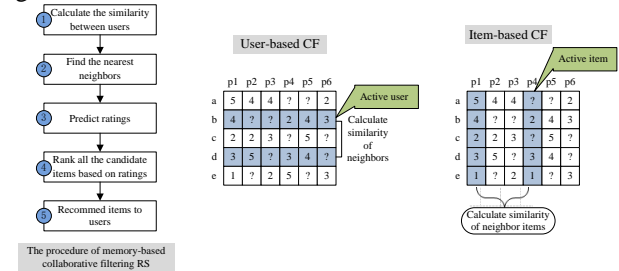 1 Calculate the similarity
between users
2 Find the nearest
neighbors
3 Predict ratings
4 Rank all the candidate
items based on ratings
5 Recommed items to
users
The procedure of memory-based
collaborative filtering RS
User-based CF
p1 p2 p3 p4 p5 p6
Active user
a 5 4 4 ? ? 2
b 4 ? ? 2 4 3
c 2 2 3 ? 5 ?
d 3 5 ? 3 4 ?
e 1 ? 2 5 ? 3
Calculate
similarity
of
neighbors
Item-based CF
Active item
p1 p2 p3 p4 p5 p6
a 5 4 4 ? ? 2
b 4 ? ? 2 4 3
c 2 2 3 ? 5 ?
d 3 5 ? 3 4 ?
e 1 ? 2 1 ? 3
Calculate similarity
of neighbor items